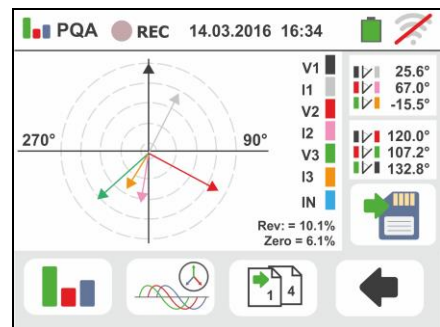 PQA REC 14.03.2016 16:34
270° 90°
V1
I1
V2
I2
V3
I3
IN
Rev: = 10.1%
Zero = 6.1%
25.6°
67.0°
-15.5°
120.0°
107.2°
132.8°
1 4